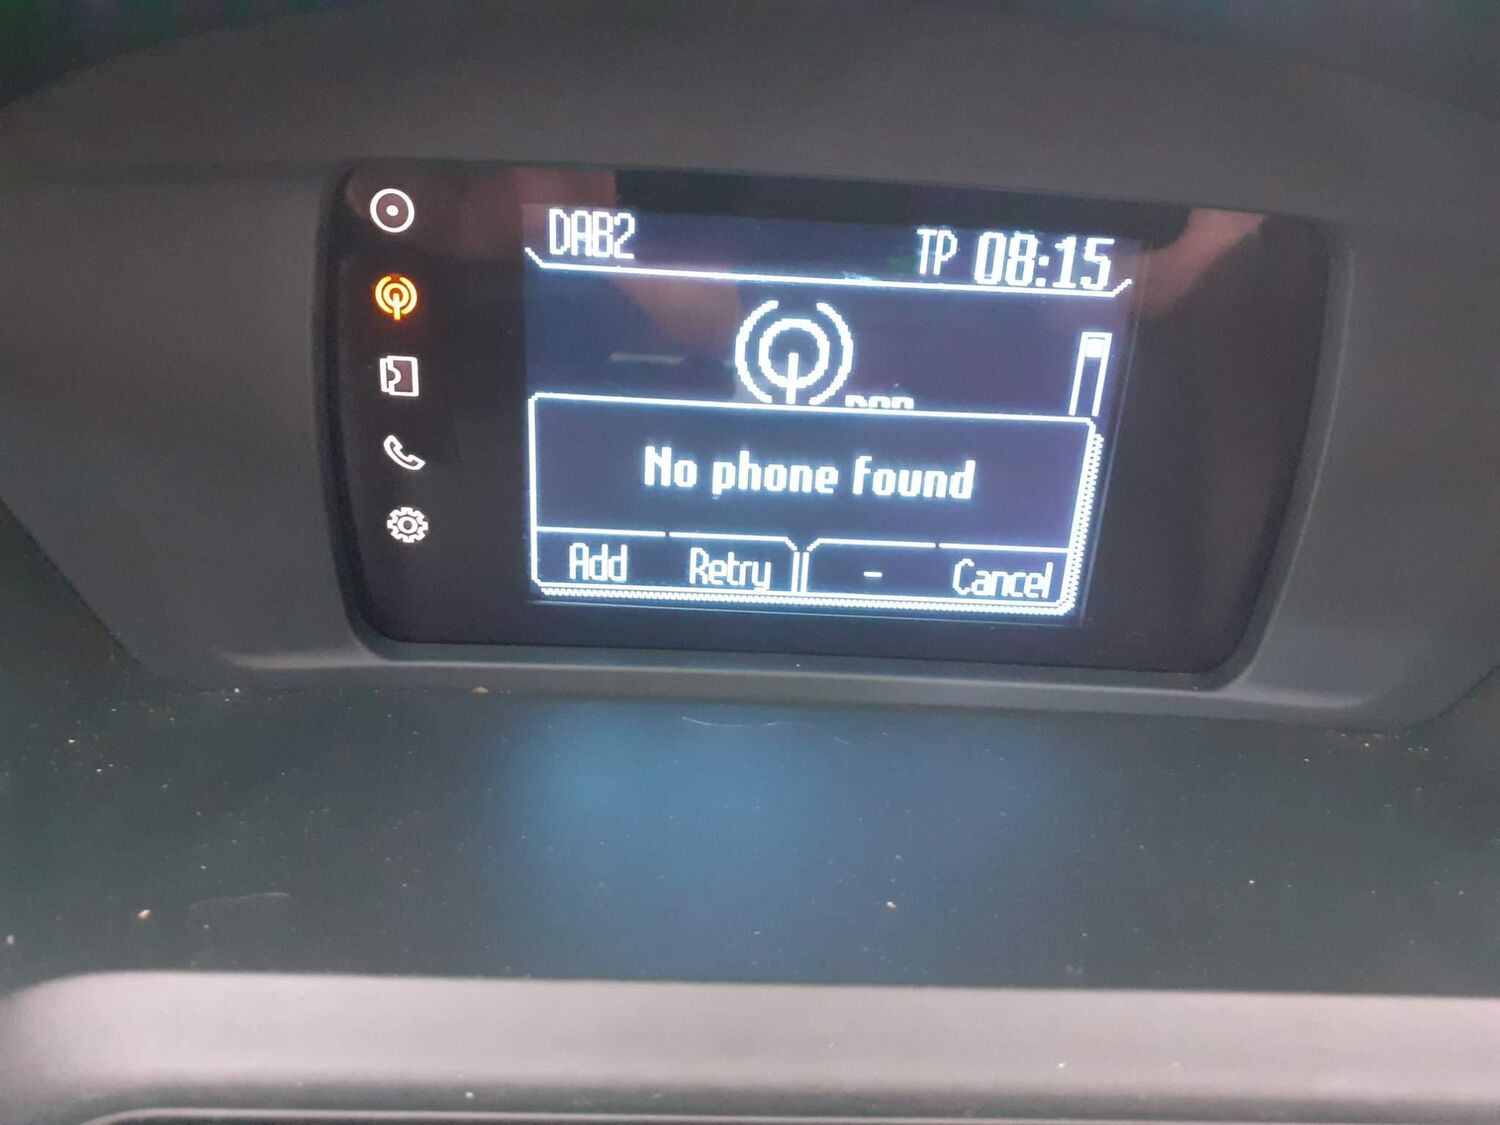 DAB2 TP 08:15
No phone found
Add Retry - Cancel